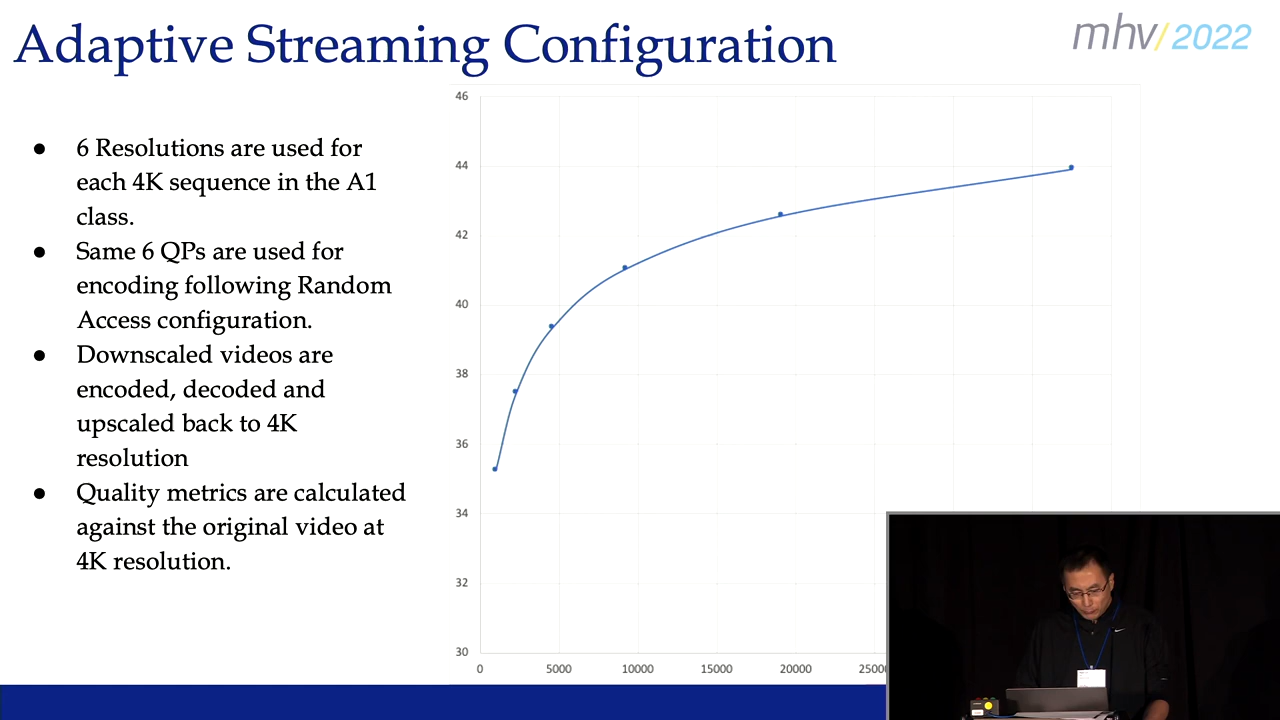 Adaptive Streaming Configuration
mhv/2022
● 6 Resolutions are used for
each 4K sequence in the A1
class.
● Same 6 QPs are used for
encoding following Random
Access configuration.
● Downscaled videos are
encoded, decoded and
upscaled back to 4K
resolution
● Quality metrics are calculated
against the original video at
4K resolution.
46
44
42
40
38
36
34
32
30
0 5000 10000 15000 20000 2500